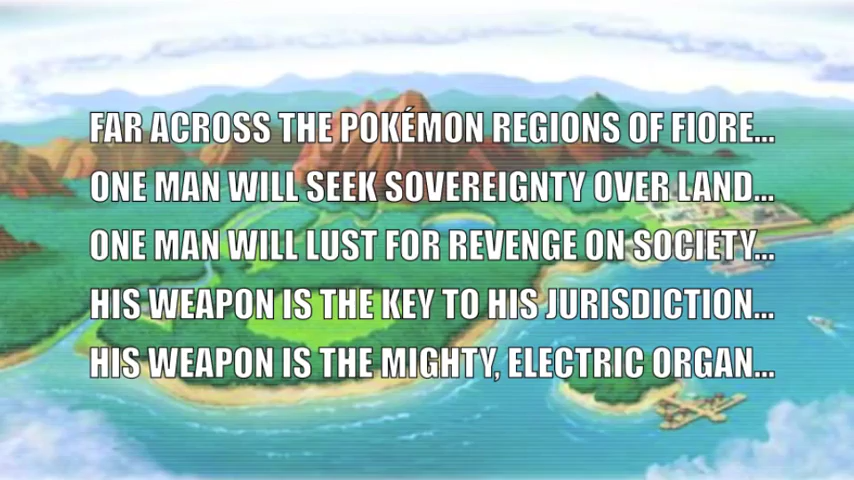 FAR ACROSS THE POKÉMON REGIONS OF FIORE...
ONE MAN WILL SEEK SOVEREIGNTY OVER LAND...
ONE MAN WILL LUST FOR REVENGE ON SOCIETY...
HIS WEAPON IS THE KEY TO HIS JURISDICTION...
HIS WEAPON IS THE MIGHTY, ELECTRIC ORGAN...